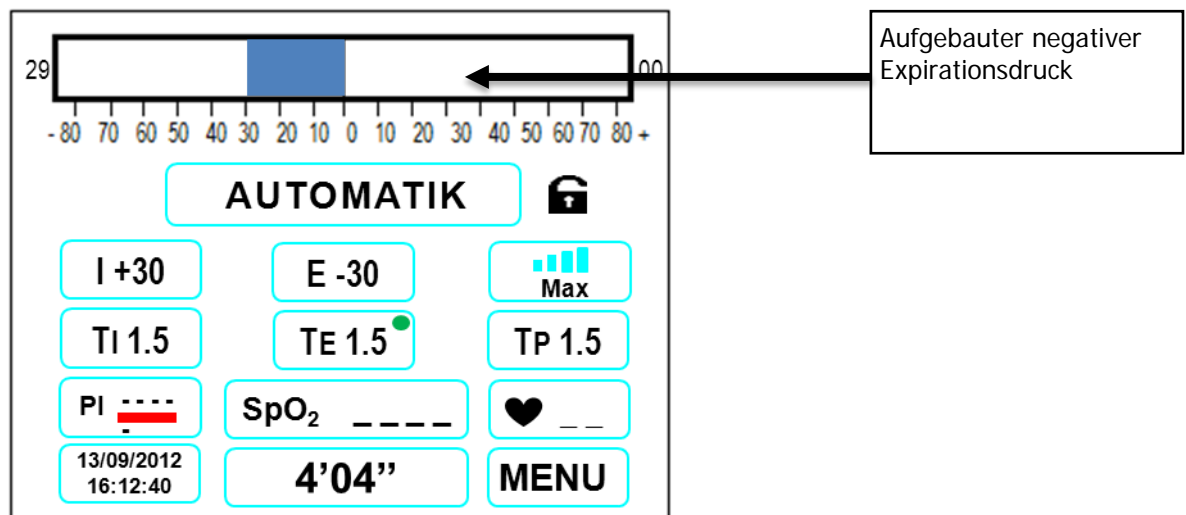 29
00
- 80 70 60 50 40 30 20 10 0 10 20 30 40 50 60 70 80 +
Aufgebauter negativer
Expirationsdruck
AUTOMATIK
I +30 E -30 Max
TI 1.5 TE 1.5 TP 1.5
PI ---- - SpO₂ _ _ _ _ _ _
13/09/2012
16:12:40
4’04’’ MENU